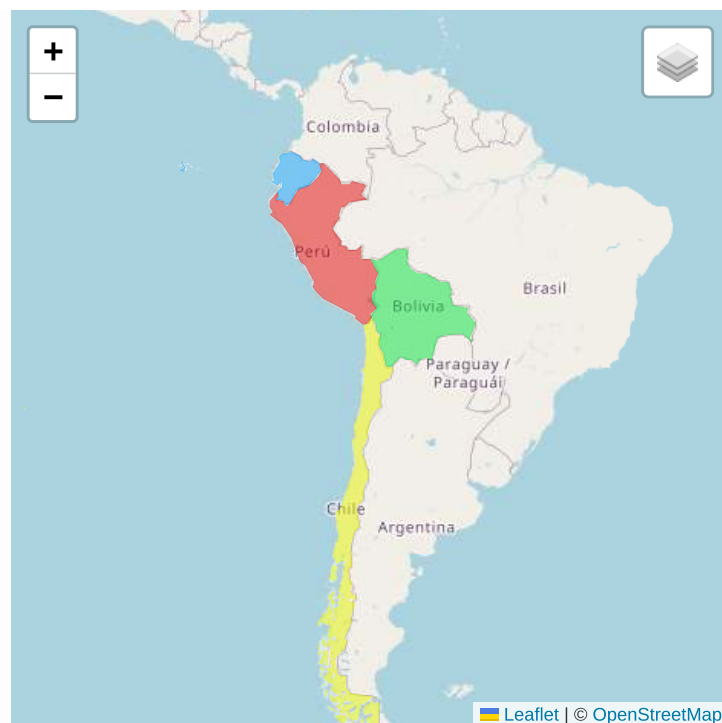 +
−
Colombia
Perú
Brasil
Bolivia
Paraguay /
Paraguái
Chile
Argentina
Leaflet | © OpenStreetMap